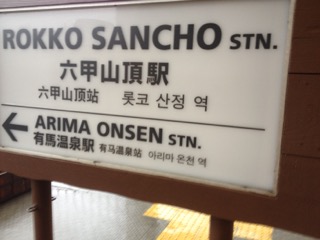 ROKKO SANCHO STN.
六甲山頂駅
六甲山顶站 롯코 산정 역
← ARIMA ONSEN STN.
有馬温泉駅 有马温泉站 아리마 온천 역